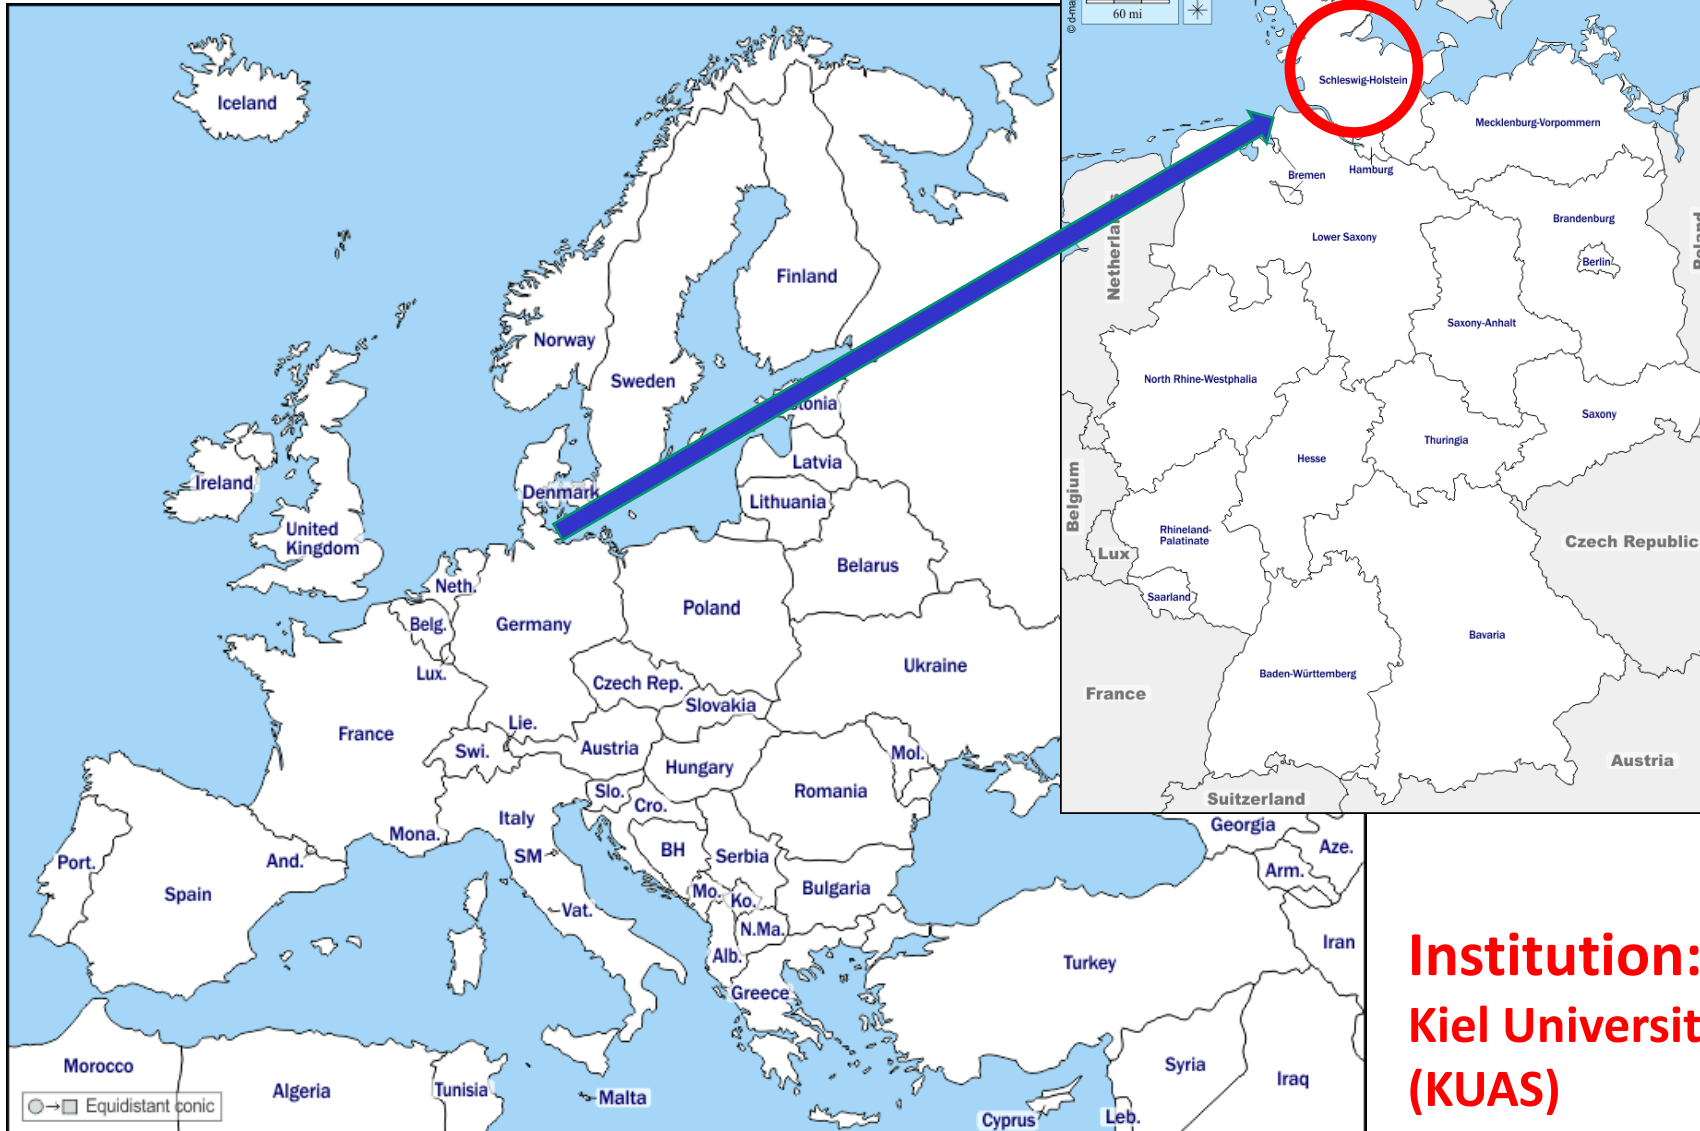 Iceland
Norway
Sweden
Finland
Estonia
Latvia
Lithuania
Denmark
Ireland
United
Kingdom
Neth.
Belg.
Lux.
Germany
Poland
Belarus
Ukraine
Czech Rep.
Slovakia
Lie.
Swi.
Austria
Hungary
Mol.
Romania
France
Slo.
Cro.
Italy
Mona.
SM
BH
Serbia
And.
Port.
Spain
Vat.
Mo.
Ko.
Bulgaria
N.Ma.
Alb.
Greece
Turkey
Georgia
Aze.
Arm.
Iran
Syria
Iraq
Leb.
Cyprus
Malta
Tunisia
Algeria
Morocco
Equidistant conic
© d-ma
60 mi
Schleswig-Holstein
Mecklenburg-Vorpommern
Hamburg
Bremen
Lower Saxony
Brandenburg
Berlin
Saxony-Anhalt
North Rhine-Westphalia
Saxony
Thuringia
Hesse
Rhineland-
Palatinate
Saarland
Bavaria
Baden-Württemberg
Netherlands
Belgium
Lux
France
Switzerland
Austria
Czech Republic
Poland
Institution:
Kiel Universit
(KUAS)